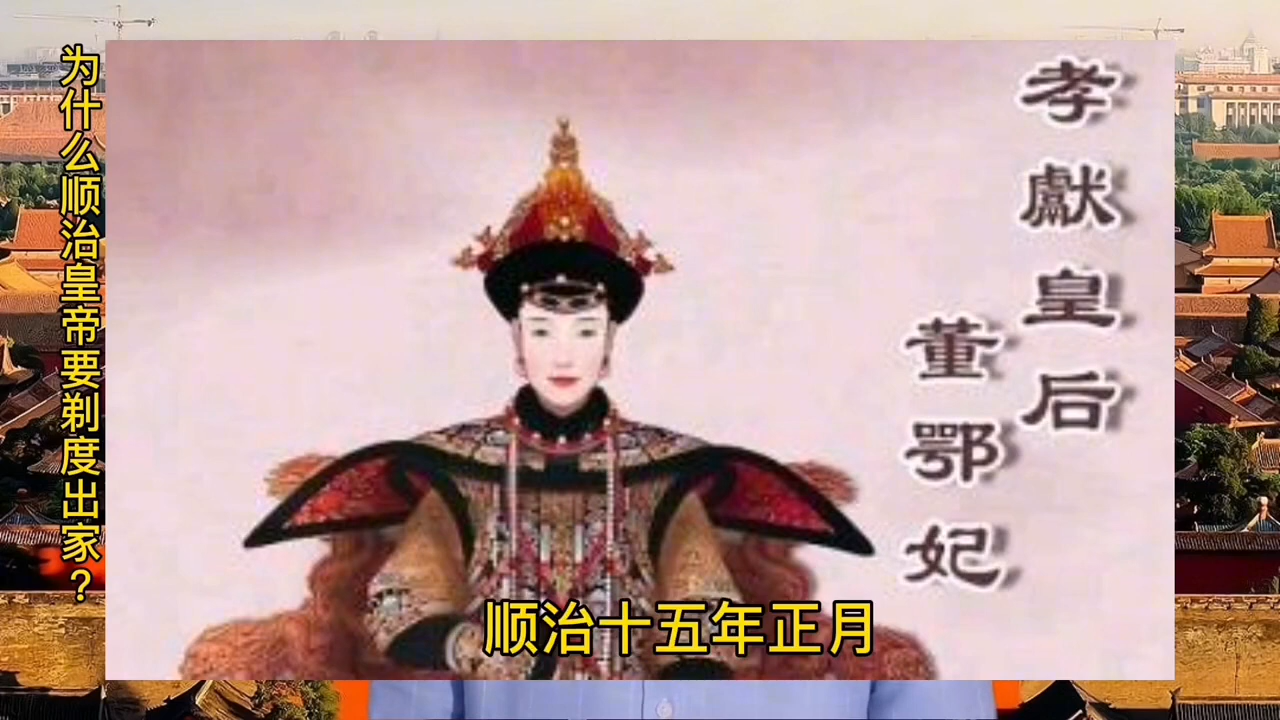 为什么顺治皇帝要剃度出家？
孝獻皇后
董鄂妃
顺治十五年正月